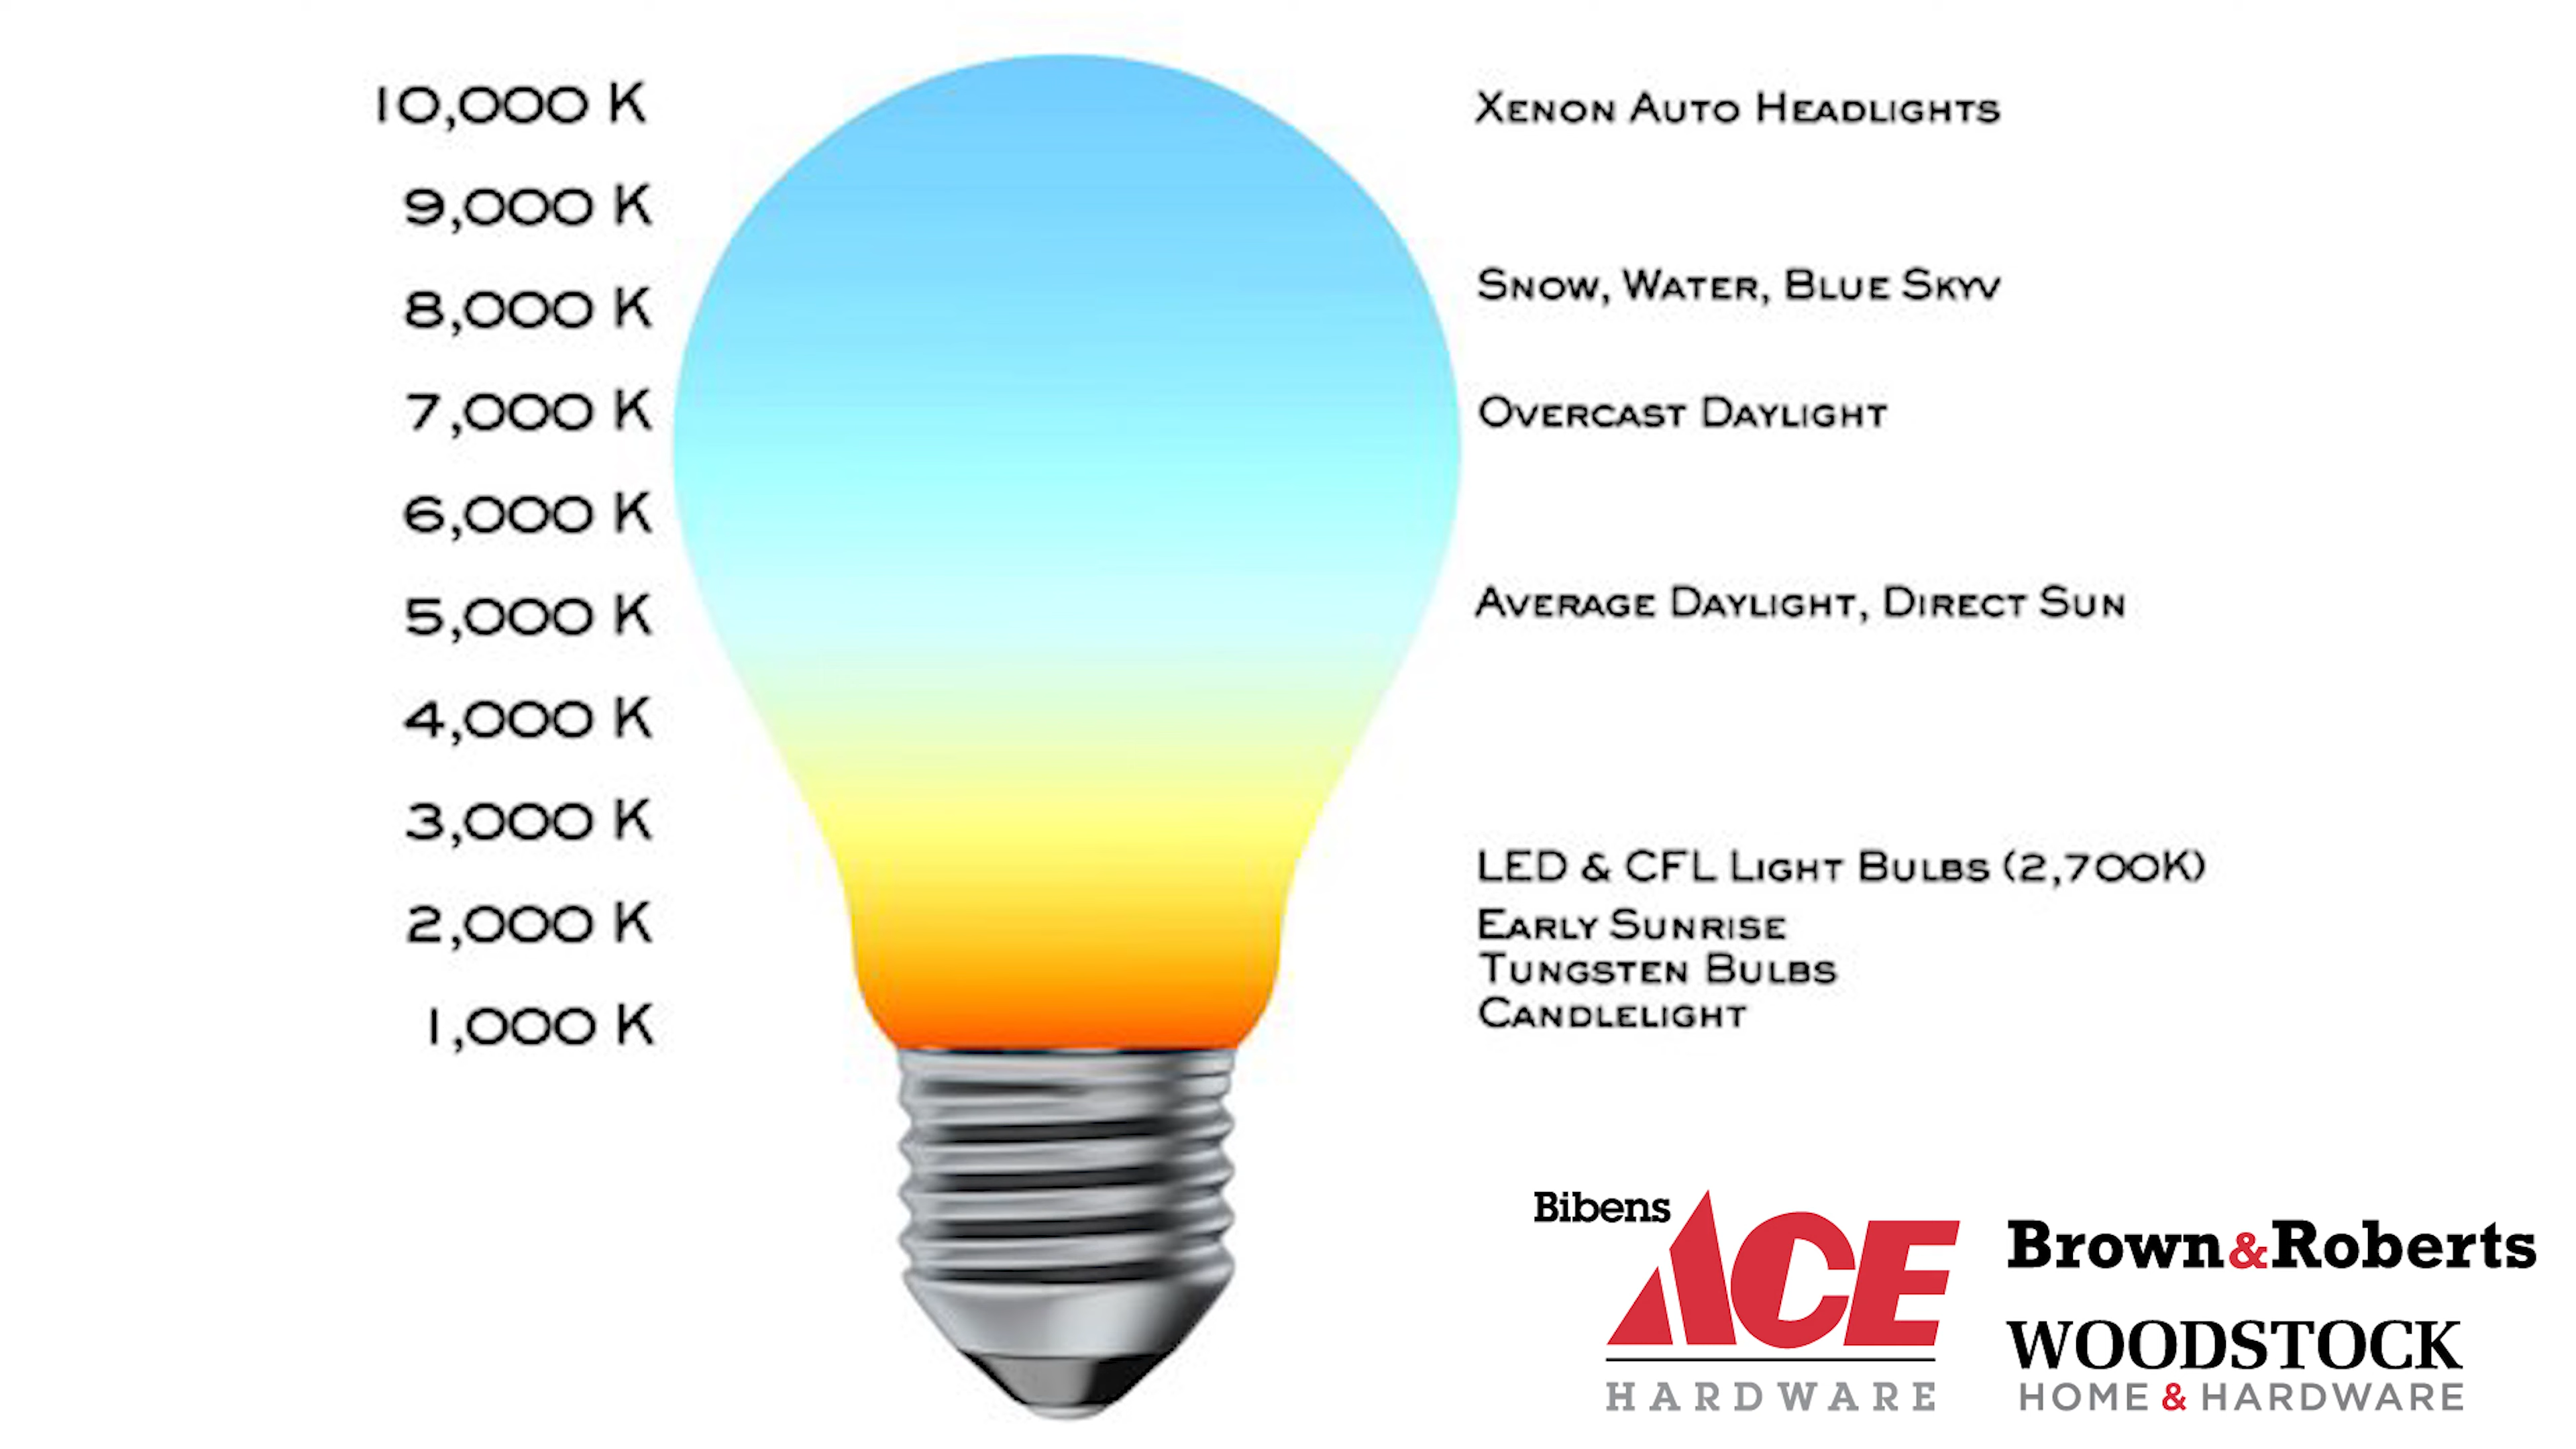 10,000 K
9,000 K
8,000 K
7,000 K
6,000 K
5,000 K
4,000 K
3,000 K
2,000 K
1,000 K
XENON AUTO HEADLIGHTS
SNOW, WATER, BLUE SKYV
OVERCAST DAYLIGHT
AVERAGE DAYLIGHT, DIRECT SUN
LED & CFL LIGHT BULBS (2,700K)
EARLY SUNRISE
TUNGSTEN BULBS
CANDLELIGHT
Bibens
ACE
HARDWARE
Brown&Roberts
WOODSTOCK
HOME & HARDWARE